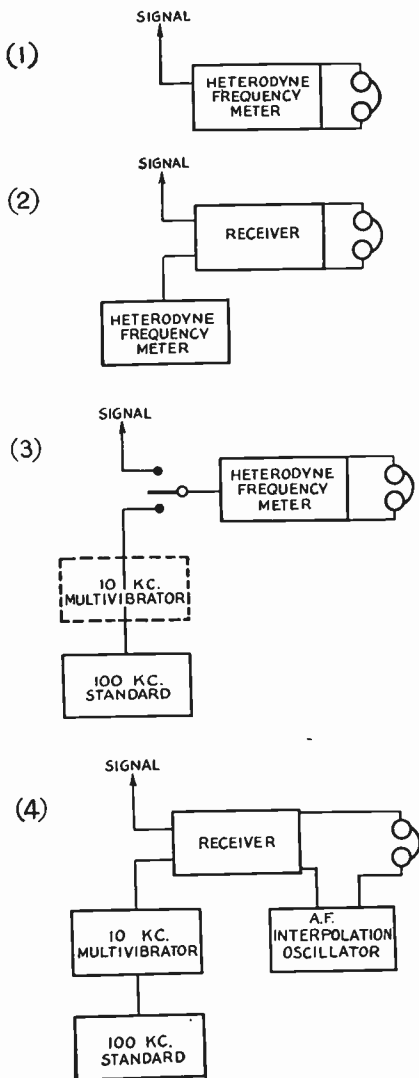 (1)
SIGNAL
HETERODYNE
FREQUENCY
METER
(2)
SIGNAL
RECEIVER
HETERODYNE
FREQUENCY
METER
(3)
SIGNAL
HETERODYNE
FREQUENCY
METER
10 KC.
MULTIVIBRATOR
100 KC.
STANDARD
(4)
SIGNAL
RECEIVER
10 KC.
MULTIVIBRATOR
A.F.
INTERPOLATION
OSCILLATOR
100 KC.
STANDARD